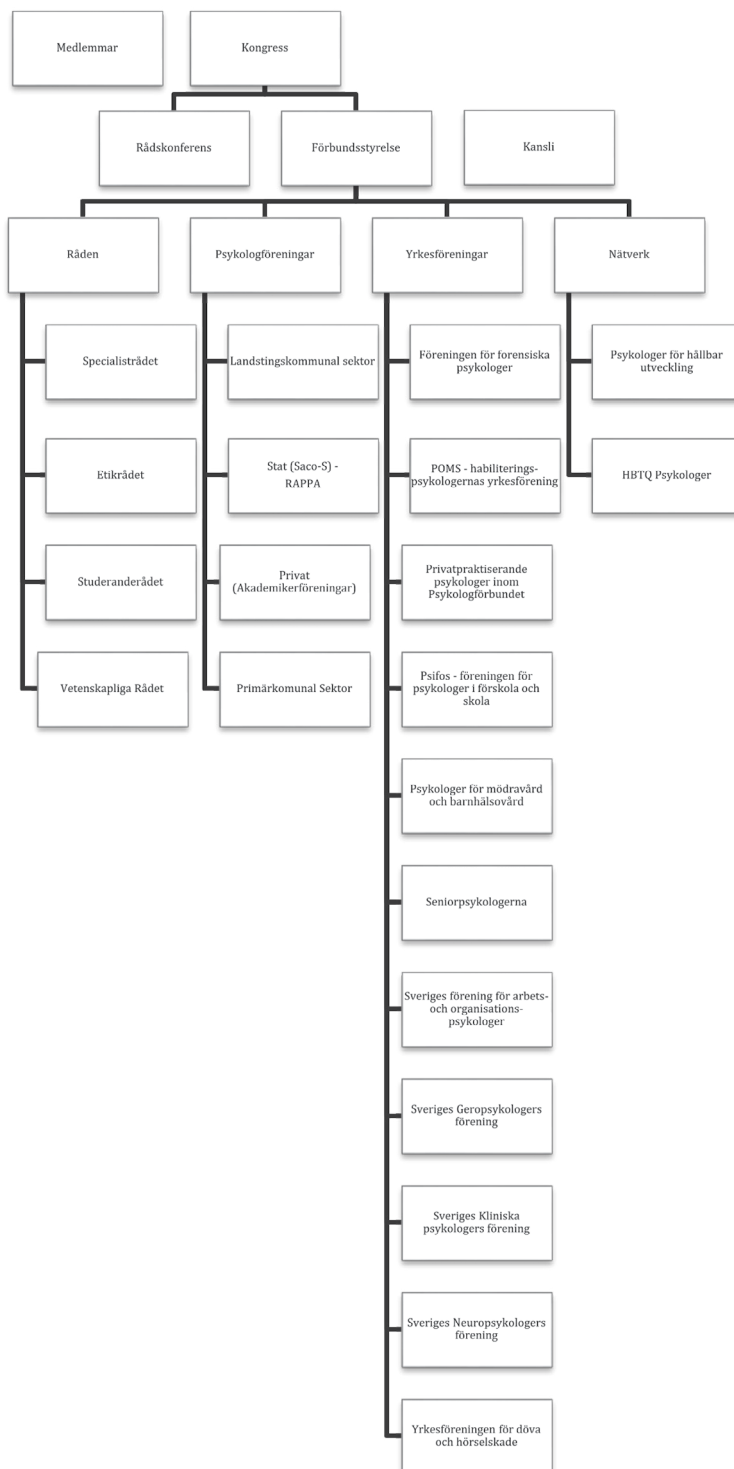 Medlemmar
Kongress
Rådskonferens
Förbundsstyrelse
Kansli
Råden
Psykologföreningar
Yrkesföreningar
Nätverk
Specialistrådet
Etikrådet
Studeranderådet
Vetenskapliga Rådet
Landstingskommunal sektor
Stat (Saco-S) -
RAPPA
Privat
(Akademikerföreningar)
Primärkomunal Sektor
Föreningen för forensiska
psykologer
POMS - habiliterings-
psykologernas yrkesförening
Privatpraktiserande
psykologer inom
Psykologförbundet
Psifos - föreningen för
psykologer i förskola och
skola
Psykologer för mödravård
och barnhälsovård
Seniorpsykologerna
Sveriges förening för arbets-
och organisations-
psykologer
Sveriges Geropsykologers
förening
Sveriges Kliniska
psykologers förening
Sveriges Neuropsykologers
förening
Yrkesföreningen för döva
och hörselskade
Psykologer för hållbar
utveckling
HBTQ Psykologer